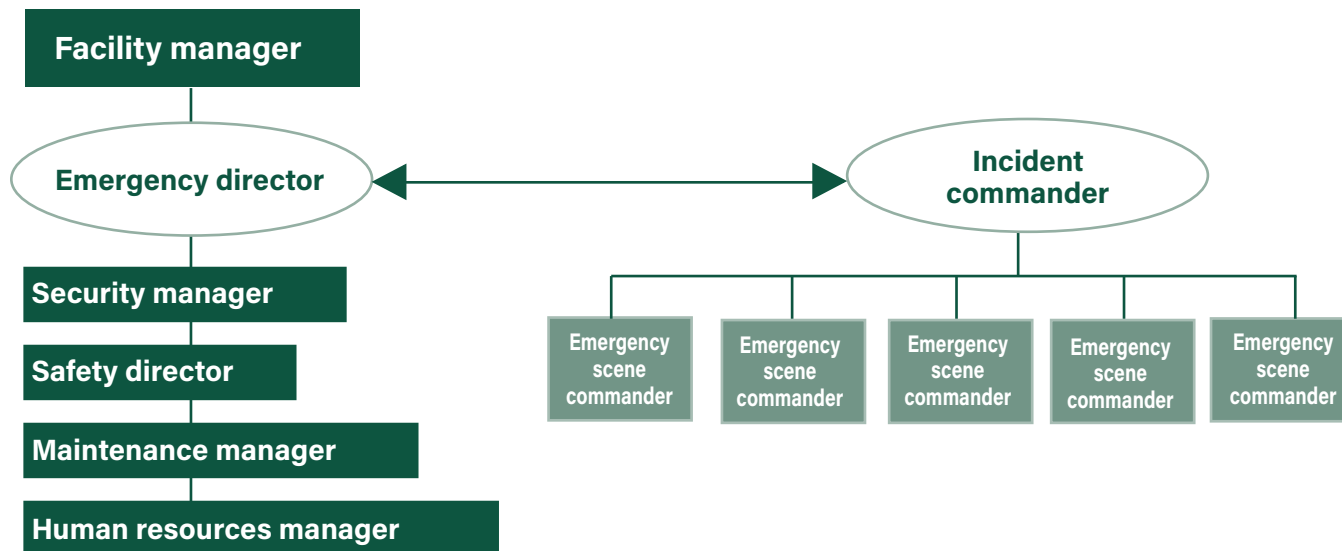 Facility manager
Emergency director
Incident
commander
Security manager
Safety director
Maintenance manager
Human resources manager
Emergency
scene
commander
Emergency
scene
commander
Emergency
scene
commander
Emergency
scene
commander
Emergency
scene
commander